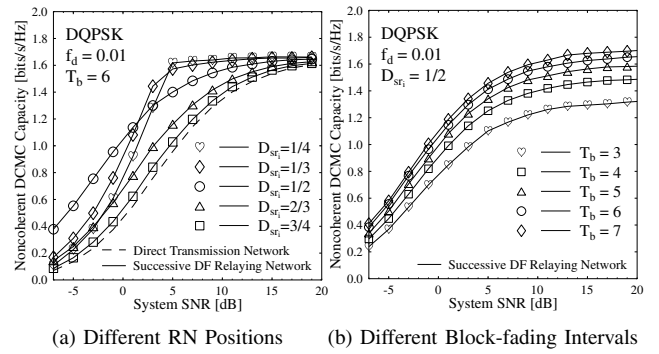 Noncoherent DCMC Capacity [bits/s/Hz]
2.0
1.8
1.6
1.4
1.2
1.0
0.8
0.6
0.4
0.2
0.0
DQPSK
f_d = 0.01
T_b = 6
D_sr_i=1/4
D_sr_i=1/3
D_sr_i=1/2
D_sr_i=2/3
D_sr_i=3/4
Direct Transmission Network
Successive DF Relaying Network
-5 0 5 10 15 20
System SNR [dB]
(a) Different RN Positions
Noncoherent DCMC Capacity [bits/s/Hz]
2.0
1.8
1.6
1.4
1.2
1.0
0.8
0.6
0.4
0.2
0.0
DQPSK
f_d = 0.01
D_sr_i = 1/2
T_b = 3
T_b = 4
T_b = 5
T_b = 6
T_b = 7
Successive DF Relaying Network
-5 0 5 10 15 20
System SNR [dB]
(b) Different Block-fading Intervals